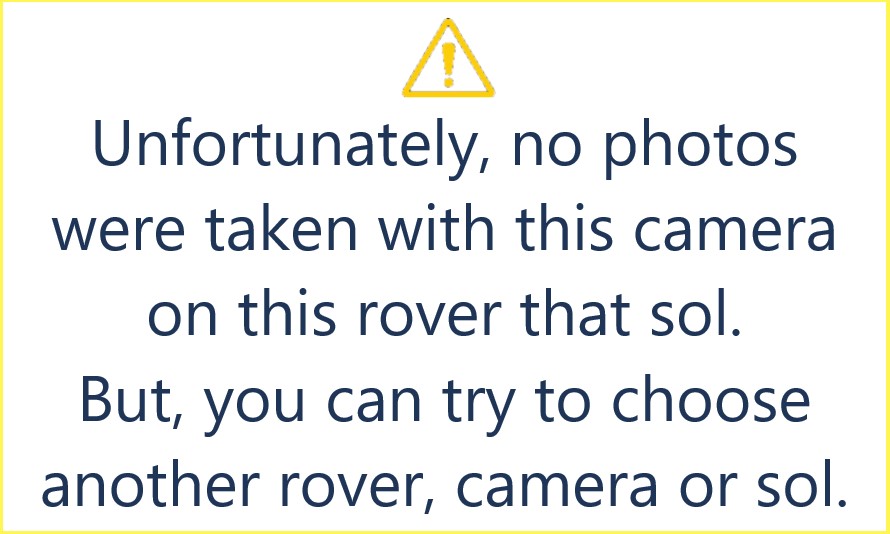 Unfortunately, no photos
were taken with this camera
on this rover that sol.
But, you can try to choose
another rover, camera or sol.